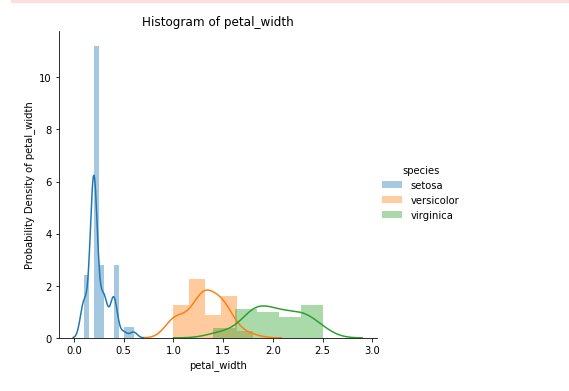 Histogram of petal_width
Probability Density of petal_width
10
8
6
4
2
0
0.0 0.5 1.0 1.5 2.0 2.5 3.0
petal_width
species
setosa
versicolor
virginica